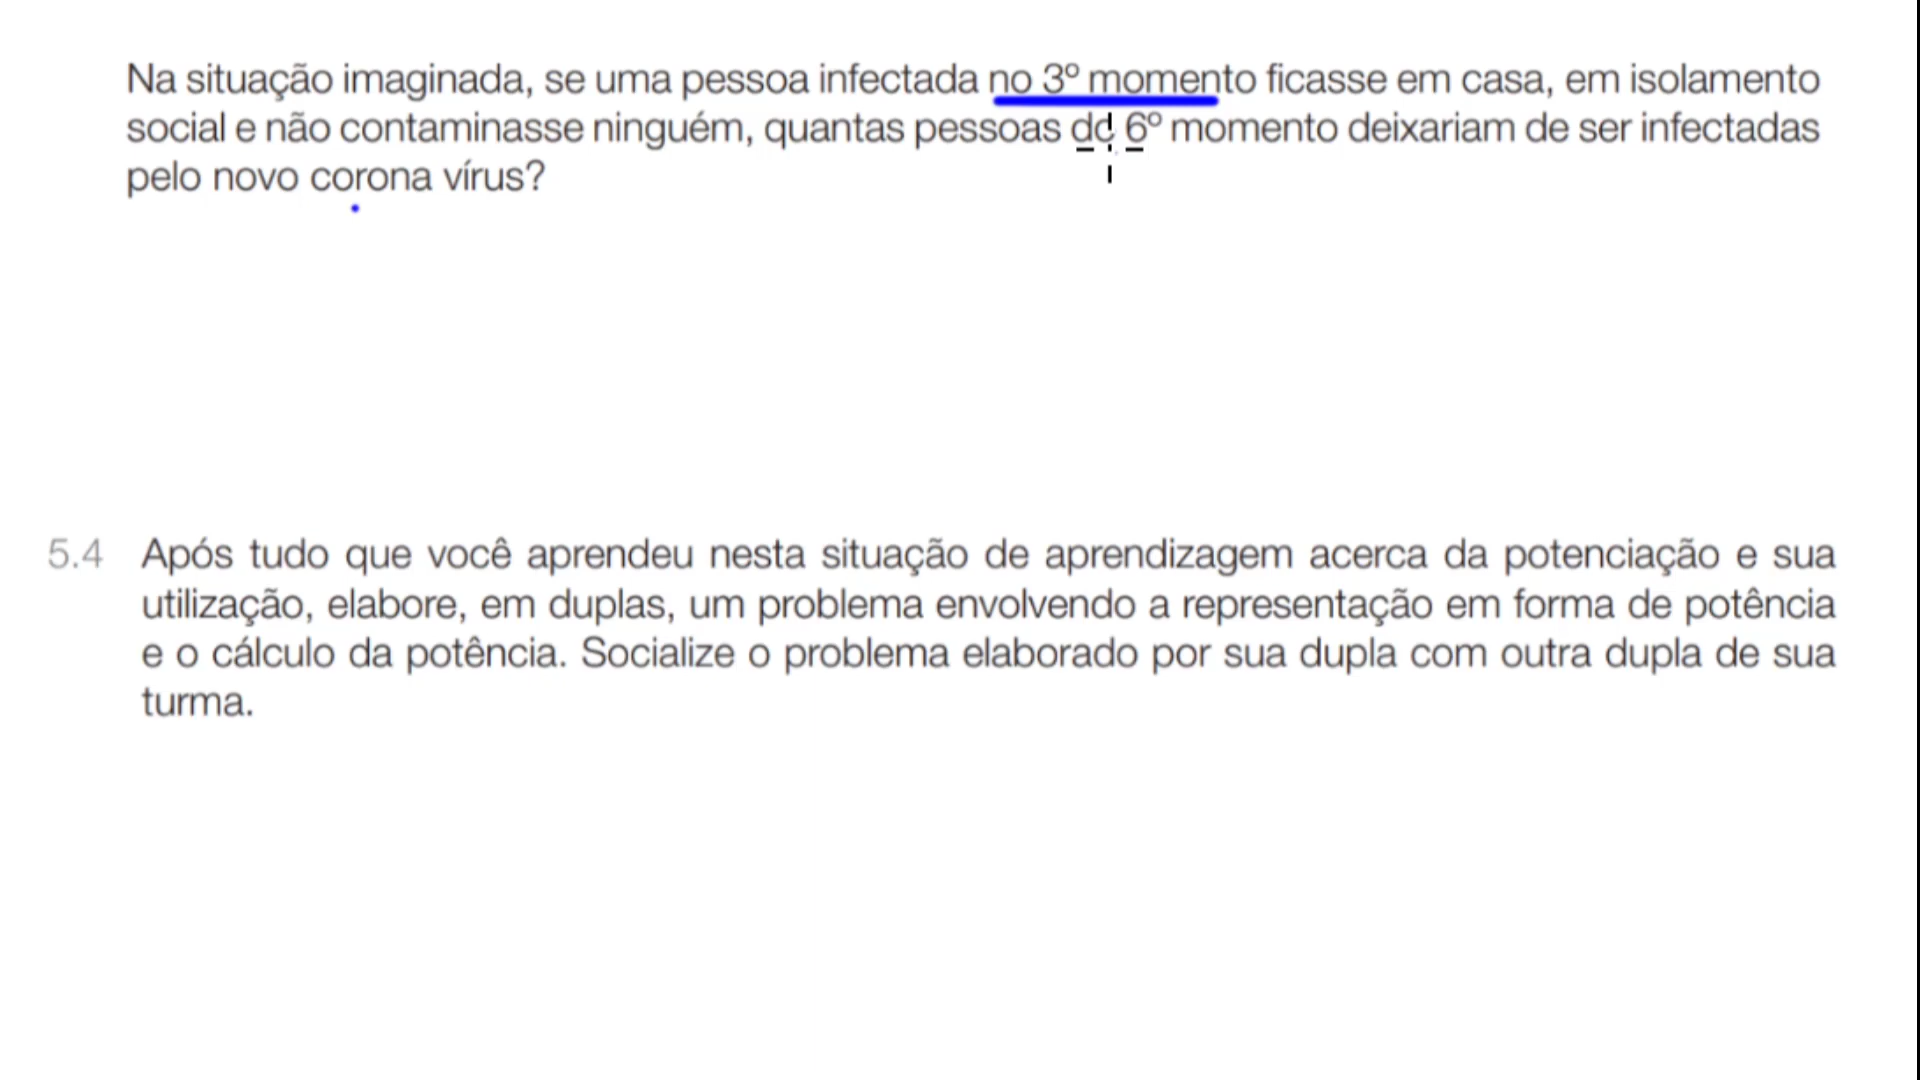 Na situação imaginada, se uma pessoa infectada no 3º momento ficasse em casa, em isolamento
social e não contaminasse ninguém, quantas pessoas do 6º momento deixariam de ser infectadas
pelo novo corona vírus?
5.4 Após tudo que você aprendeu nesta situação de aprendizagem acerca da potenciação e sua
utilização, elabore, em duplas, um problema envolvendo a representação em forma de potência
e o cálculo da potência. Socialize o problema elaborado por sua dupla com outra dupla de sua
turma.